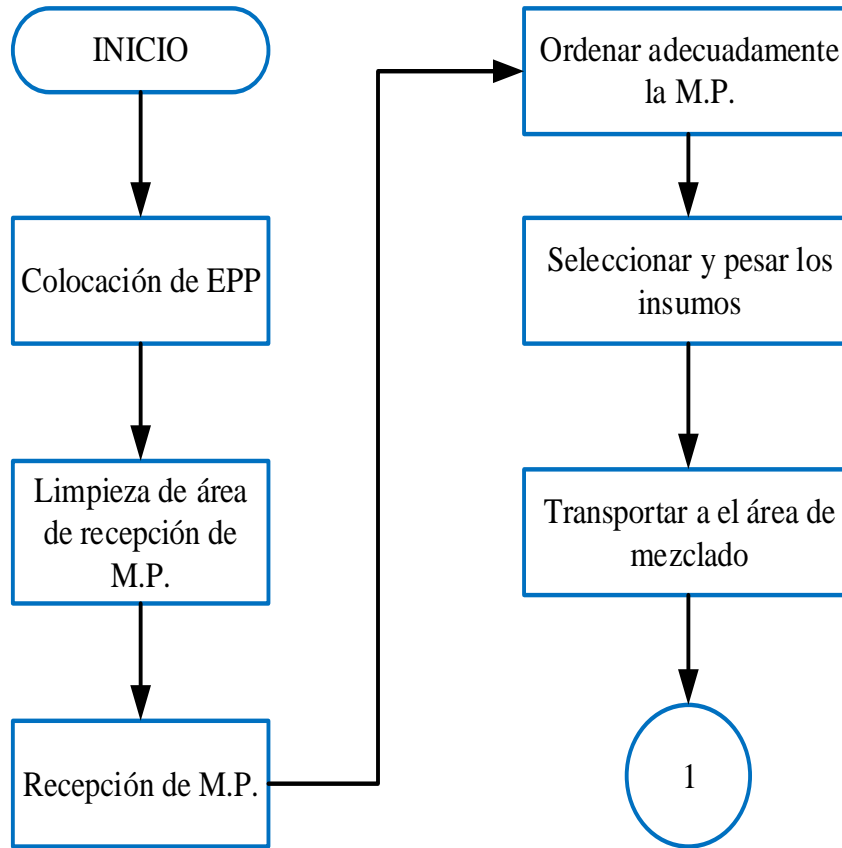 INICIO
Colocación de EPP
Limpieza de área
de recepción de
M.P.
Recepción de M.P.
Ordenar adecuadamente
la M.P.
Seleccionar y pesar los
insumos
Transportar a el área de
mezclado
1